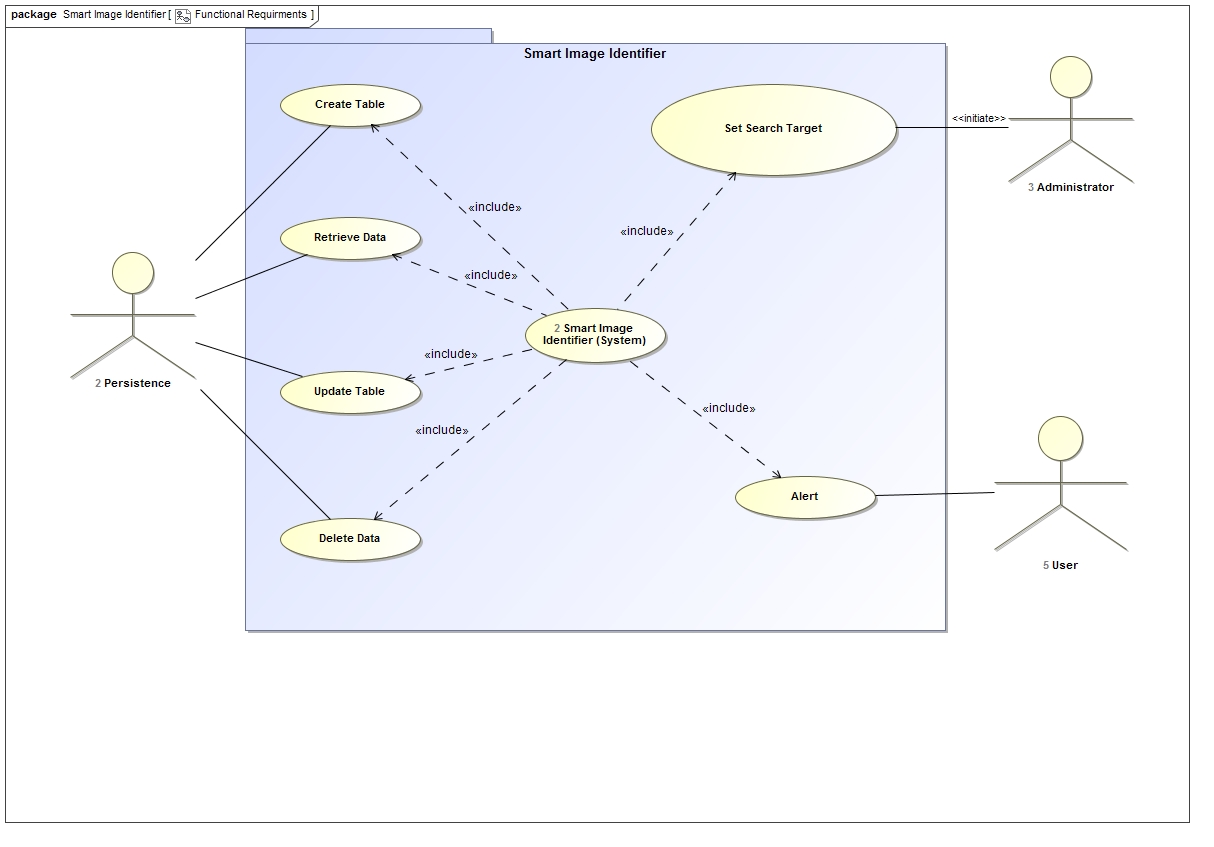 package Smart Image Identifier [ Functional Requirments ]
Smart Image Identifier
Create Table
Set Search Target
<<initiate>>
3 Administrator
«include»
«include»
Retrieve Data
«include»
2 Smart Image
Identifier (System)
2 Persistence
«include»
Update Table
«include»
«include»
Alert
Delete Data
5 User